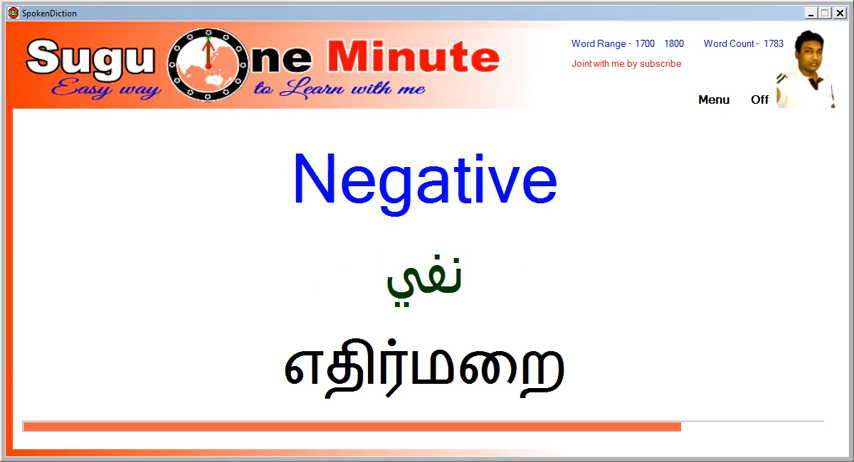 SpokenDiction
Sugu One Minute
Easy way to Learn with me
Word Range - 1700 1800 Word Count - 1783
Joint with me by subscribe
Menu Off
Negative
نفي
எதிர்மறை